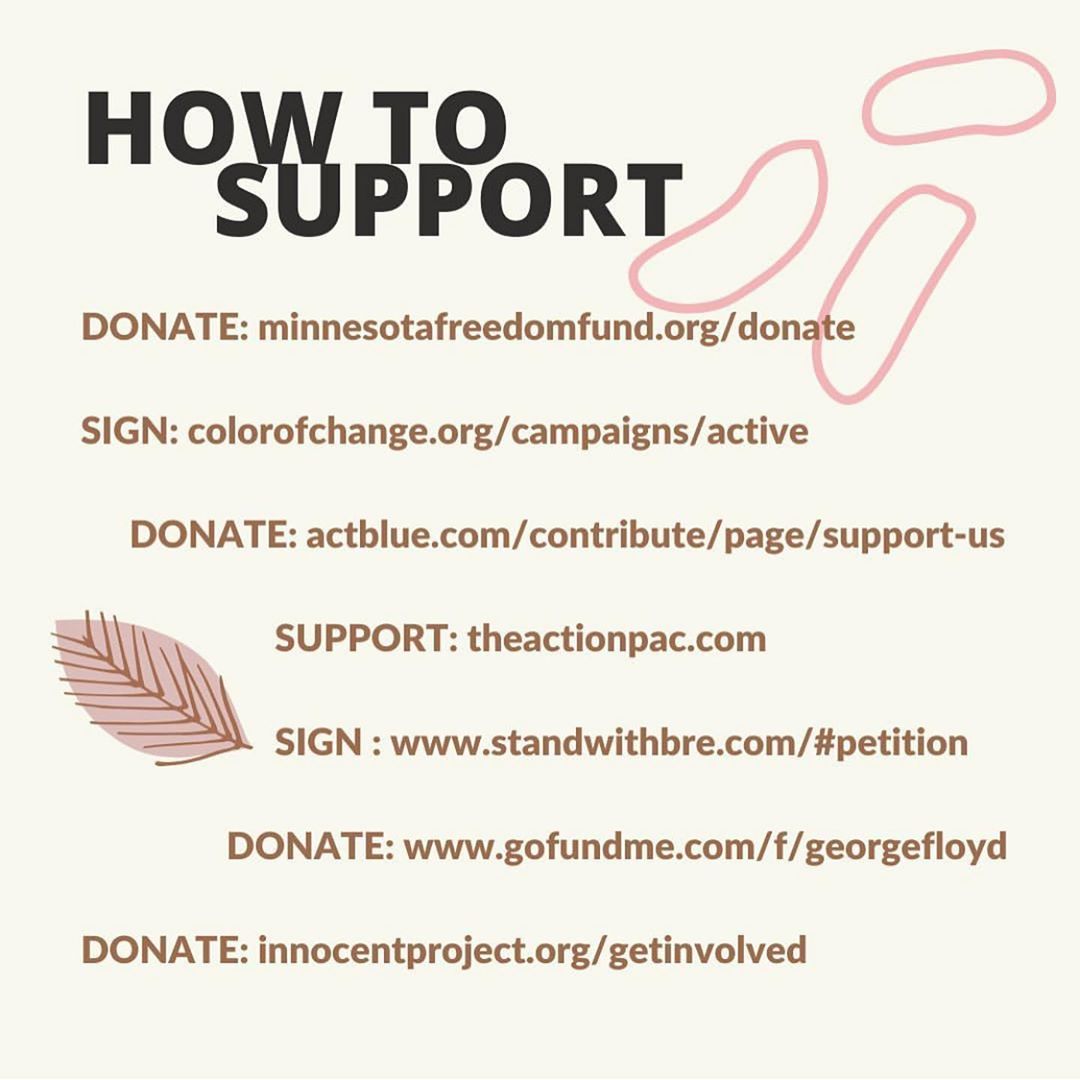 HOW TO
SUPPORT
DONATE: minnesotafreedomfund.org/donate
SIGN: colorofchange.org/campaigns/active
DONATE: actblue.com/contribute/page/support-us
SUPPORT: theactionpac.com
SIGN : www.standwithbre.com/#petition
DONATE: www.gofundme.com/f/georgefloyd
DONATE: innocentproject.org/getinvolved